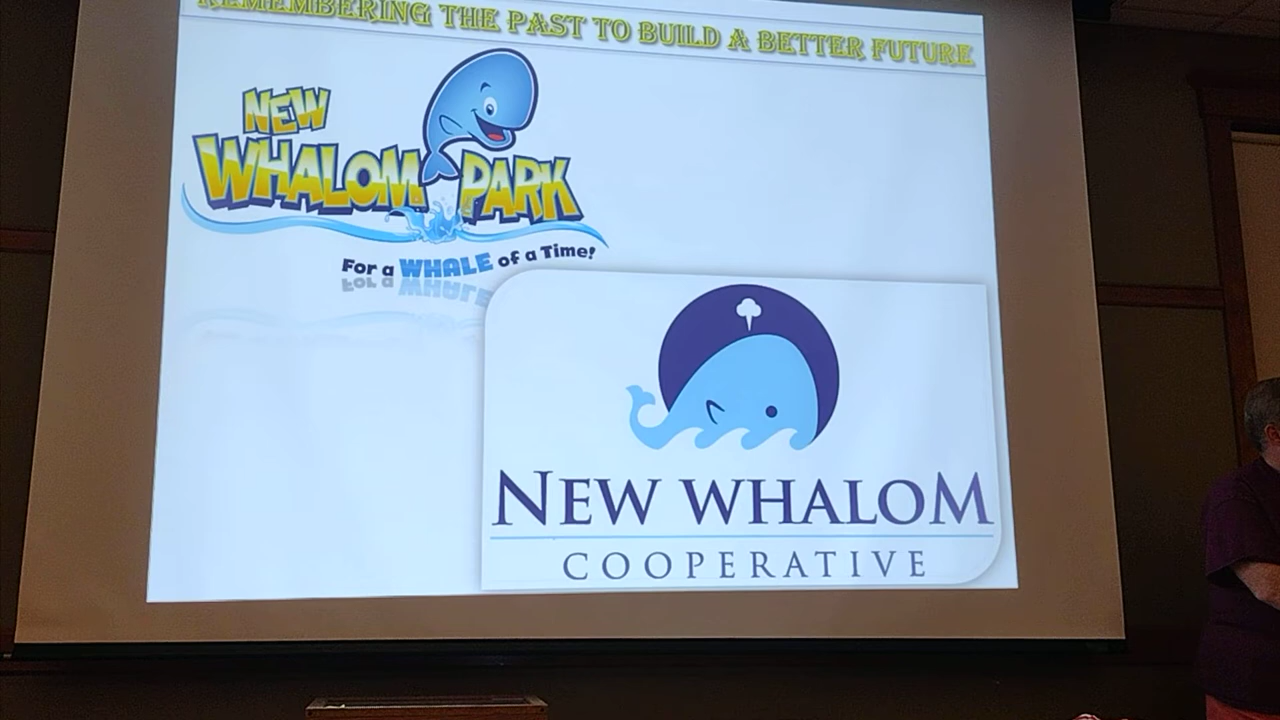 REMEMBERING THE PAST TO BUILD A BETTER FUTURE
NEW
WHALOM PARK
For a WHALE of a Time!
NEW WHALOM
COOPERATIVE